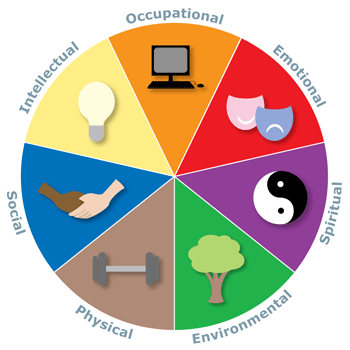 Occupational
Emotional
Spiritual
Environmental
Physical
Social
Intellectual